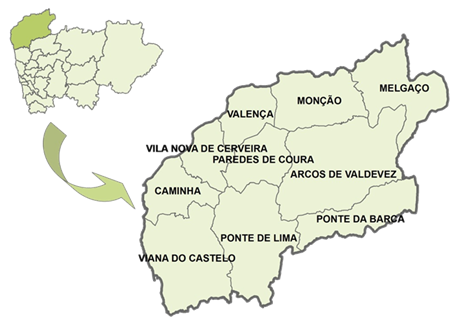 MELGAÇO
MONÇÃO
VALENÇA
VILA NOVA DE CERVEIRA
PAREDES DE COURA
ARCOS DE VALDEVEZ
CAMINHA
PONTE DA BARCA
PONTE DE LIMA
VIANA DO CASTELO